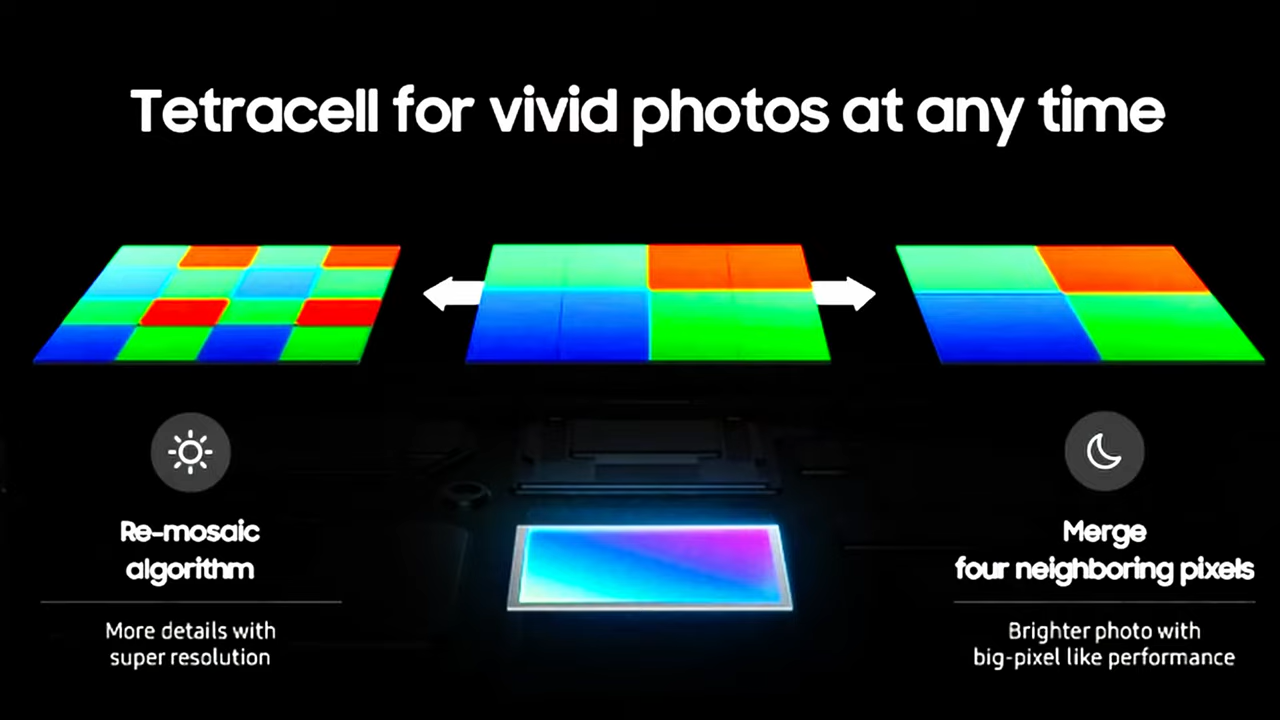 Tetracell for vivid photos at any time
Re-mosaic
algorithm
More details with
super resolution
Merge
four neighboring pixels
Brighter photo with
big-pixel like performance